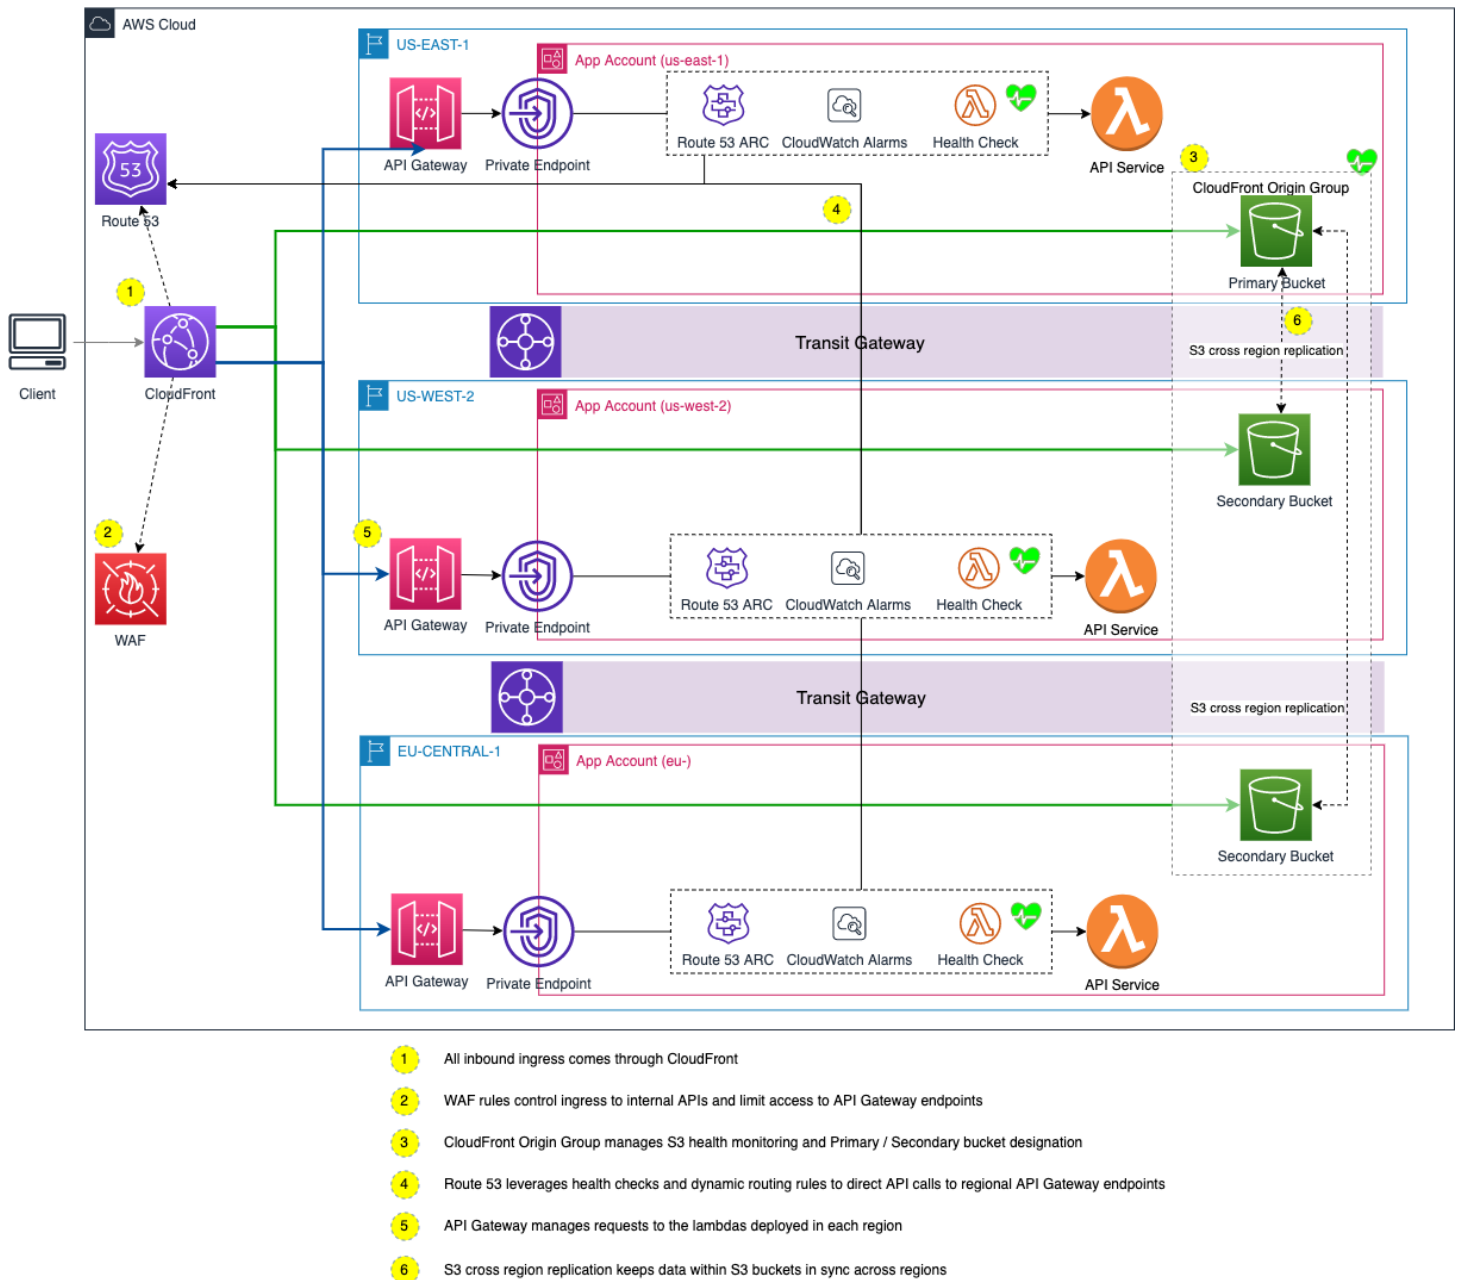 AWS Cloud
US-EAST-1
App Account (us-east-1)
API Gateway
Private Endpoint
Route 53 ARC
CloudWatch Alarms
Health Check
API Service
3
CloudFront Origin Group
53
Route 53
4
Primary Bucket
1
Client
CloudFront
Transit Gateway
6
S3 cross region replication
US-WEST-2
App Account (us-west-2)
Secondary Bucket
2
WAF
5
API Gateway
Private Endpoint
Route 53 ARC
CloudWatch Alarms
Health Check
API Service
Transit Gateway
S3 cross region replication
EU-CENTRAL-1
App Account (eu-)
Secondary Bucket
API Gateway
Private Endpoint
Route 53 ARC
CloudWatch Alarms
Health Check
API Service
1 All inbound ingress comes through CloudFront
2 WAF rules control ingress to internal APIs and limit access to API Gateway endpoints
3 CloudFront Origin Group manages S3 health monitoring and Primary / Secondary bucket designation
4 Route 53 leverages health checks and dynamic routing rules to direct API calls to regional API Gateway endpoints
5 API Gateway manages requests to the lambdas deployed in each region
6 S3 cross region replication keeps data within S3 buckets in sync across regions